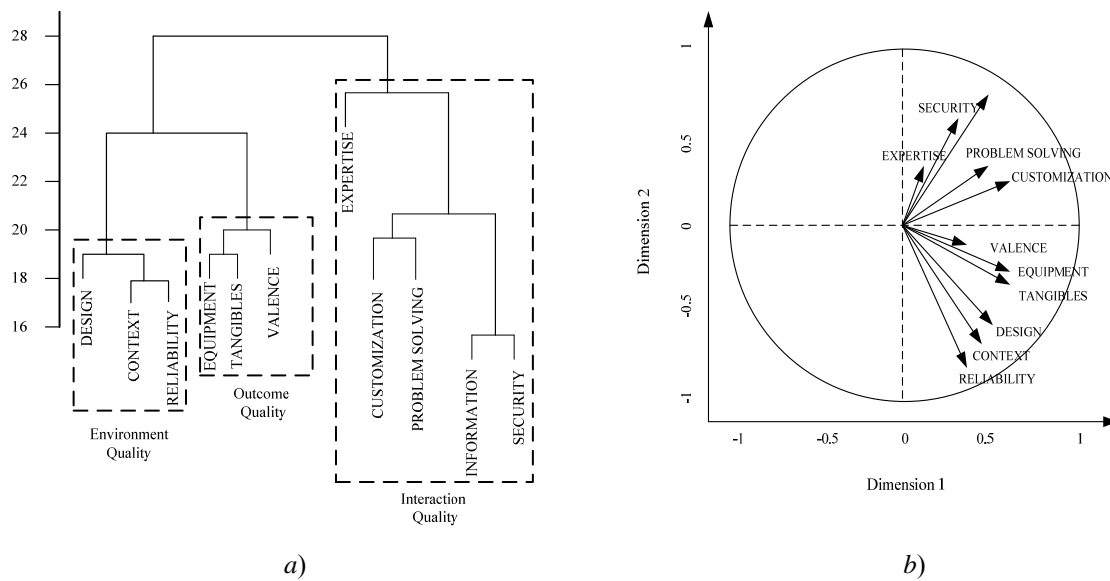 28
26
24
22
20
18
16
EXPERTISE
DESIGN
CONTEXT
RELIABILITY
EQUIPMENT
TANGIBLES
VALENCE
CUSTOMIZATION
PROBLEM SOLVING
INFORMATION
SECURITY
Environment
Quality
Outcome
Quality
Interaction
Quality
a)
1
0.5
0
-0.5
-1
Dimension 2
SECURITY
EXPERTISE
PROBLEM SOLVING
CUSTOMIZATION
VALENCE
EQUIPMENT
TANGIBLES
DESIGN
CONTEXT
RELIABILITY
-1
-0.5
0
0.5
1
Dimension 1
b)